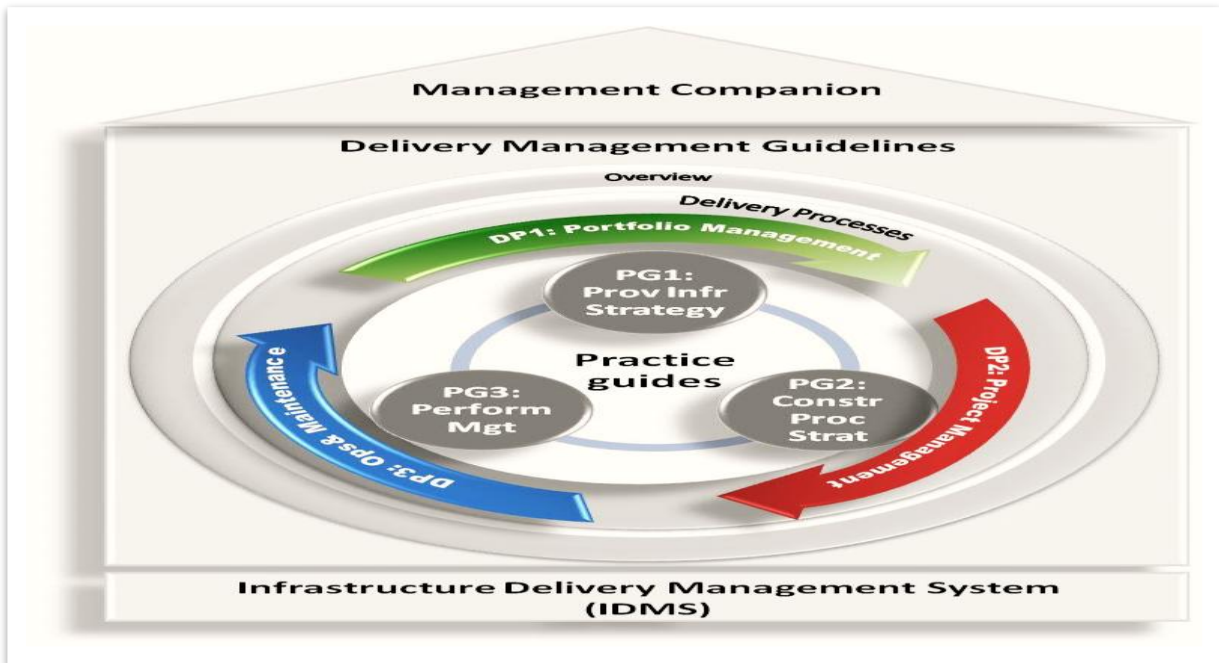 Management Companion
Delivery Management Guidelines
Overview
Delivery Processes
DP1: Portfolio Management
PG1:
Prov Infr
Strategy
DP2: Project Management
Practice
guides
PG3:
Perform
Mgt
PG2:
Constr
Proc
Strat
DP3: Ops& Maintenance
Infrastructure Delivery Management System
(IDMS)